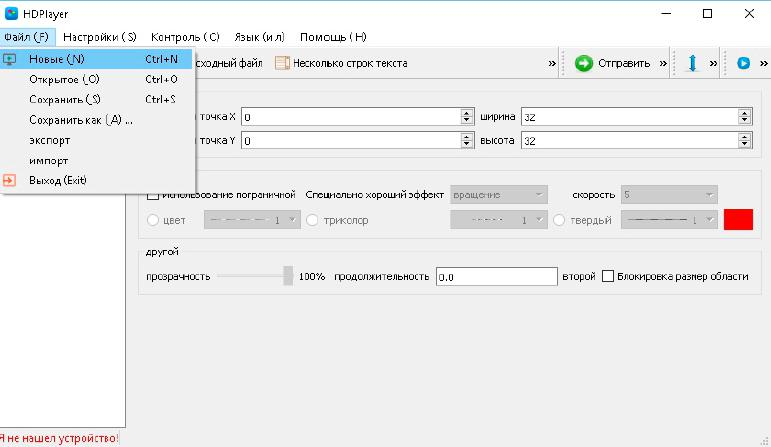 HDPlayer
Файл (F) Настройки (S) Контроль (C) Язык (и л) Помощь (H)
Новые (N) Ctrl+N
сходный файл Несколько строк текста » Отправить » »  »
Открытое (O) Ctrl+O
Сохранить (S) Ctrl+S
Сохранить как (A) ...
экспорт
импорт
Выход (Exit)
точка X 0 ширина 32
точка Y 0 высота 32
Использование пограничной Специально хороший эффект вращение скорость 5
цвет 1 триколор 1 твердый 1
другой
прозрачность 100% продолжительность 0.0 второй Блокировка размер области
Я не нашел устройство!